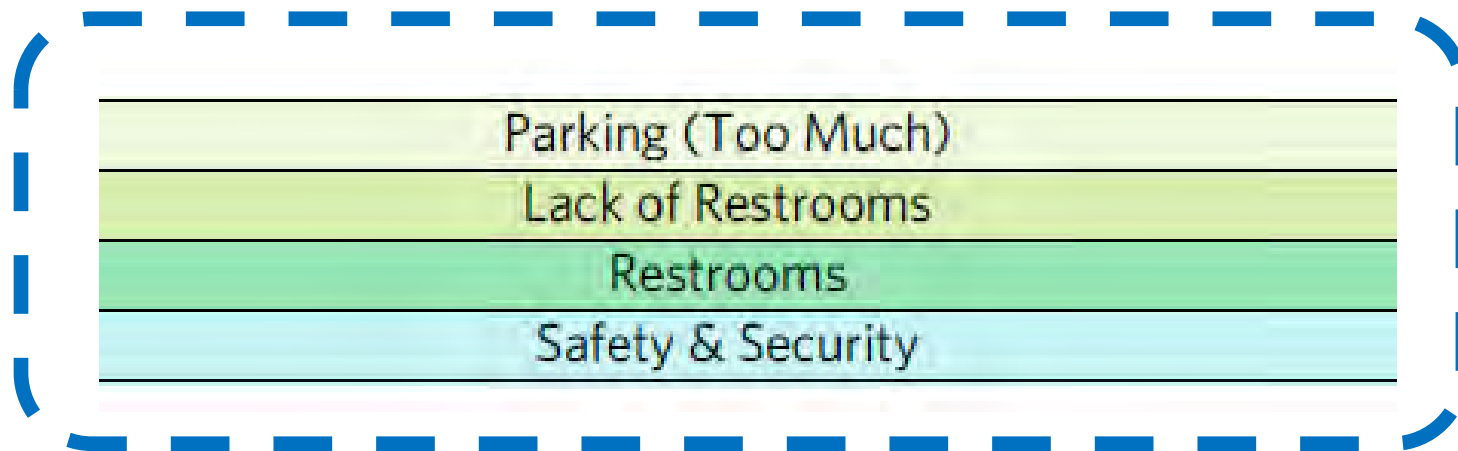 Parking (Too Much)
Lack of Restrooms
Restrooms
Safety & Security